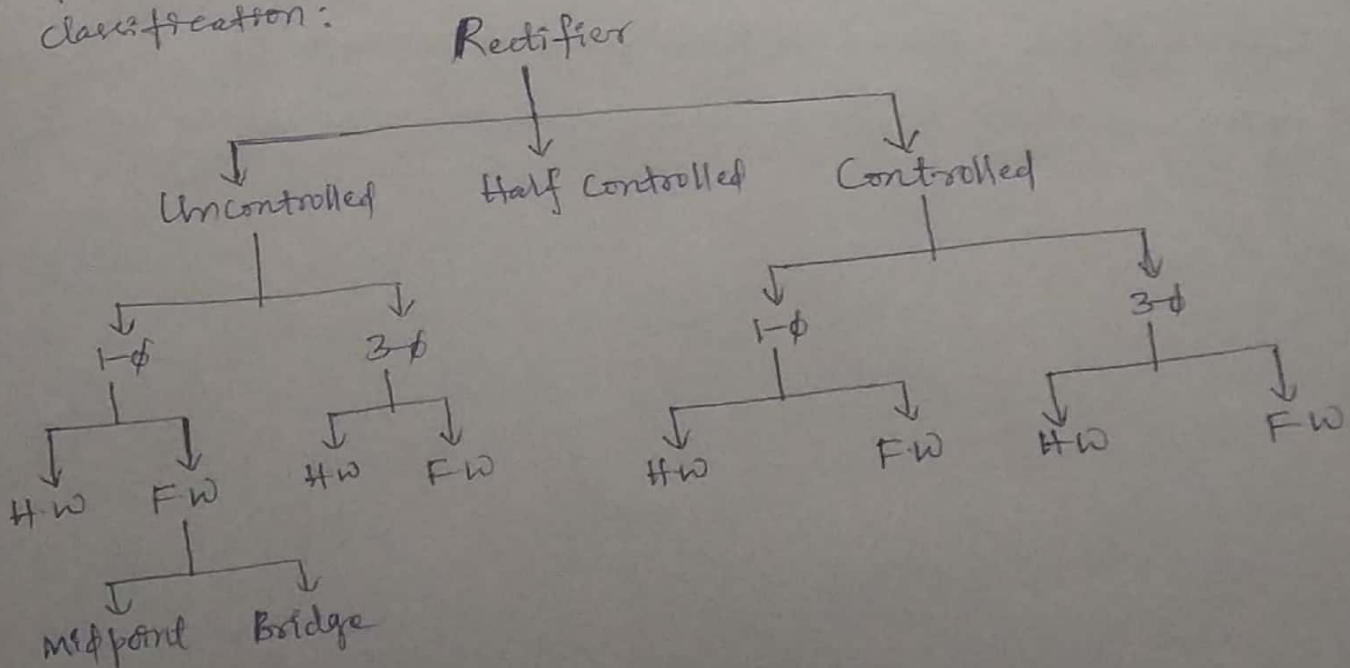 Classification:
Rectifier
Uncontrolled
Half Controlled
Controlled
1-ϕ
3-ϕ
1-ϕ
3-ϕ
H.W
F.W
H.W
F.W
H.W
F.W
H.W
F.W
Midpoint
Bridge